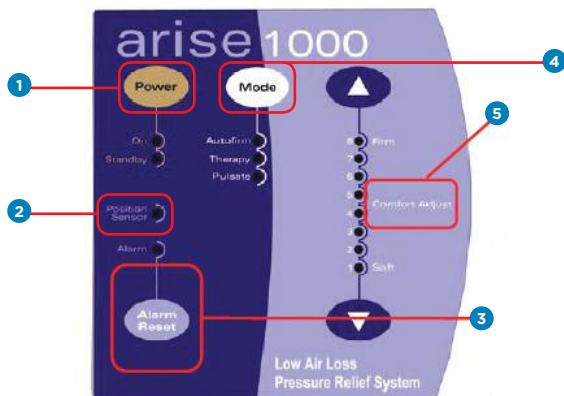 arise 1000
1
Power
Mode
4
5
On
Standby
Autofirm
Therapy
Pulsate
8 Firm
7
6
5
4
3
2
1 Soft
Comfort Adjust
2
Position
Sensor
Alarm
Alarm
Reset
3
Low Air Loss
Pressure Relief System